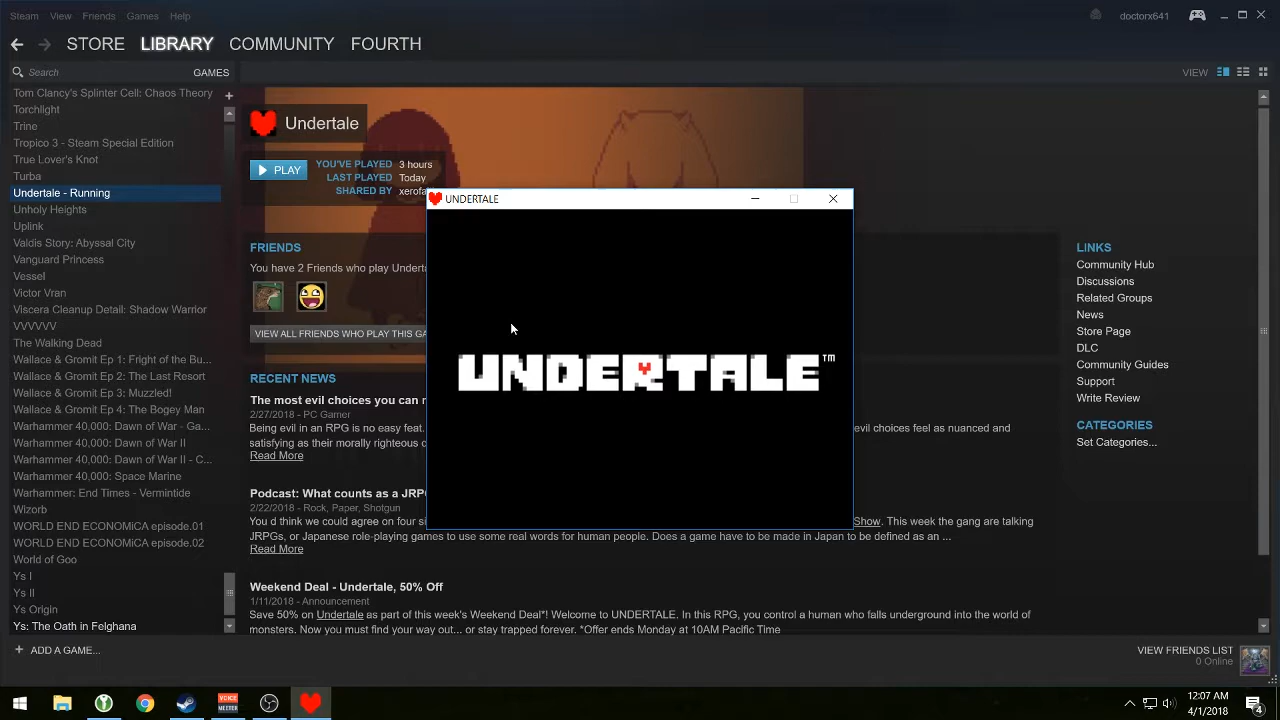 Steam View Friends Games Help
doctorx641
STORE LIBRARY COMMUNITY FOURTH
Search GAMES
VIEW
Tom Clancy's Splinter Cell: Chaos Theory
Torchlight
Trine
Tropico 3 - Steam Special Edition
True Lover's Knot
Turba
Undertale - Running
Unholy Heights
Uplink
Valdis Story: Abyssal City
Vanguard Princess
Vessel
Victor Vran
Viscera Cleanup Detail: Shadow Warrior
VVVVVV
The Walking Dead
Wallace & Gromit Ep 1: Fright of the Bu...
Wallace & Gromit Ep 2: The Last Resort
Wallace & Gromit Ep 3: Muzzled!
Wallace & Gromit Ep 4: The Bogey Man
Warhammer 40,000: Dawn of War - Ga...
Warhammer 40,000: Dawn of War II
Warhammer 40,000: Dawn of War II - C...
Warhammer 40,000: Space Marine
Warhammer: End Times - Vermintide
Wizorb
WORLD END ECONOMiCA episode.01
WORLD END ECONOMiCA episode.02
World of Goo
Ys I
Ys II
Ys Origin
Ys: The Oath in Felghana
ADD A GAME...
Undertale
PLAY
YOU'VE PLAYED 3 hours
LAST PLAYED Today
SHARED BY
FRIENDS
You have 2 Friends who play
VIEW ALL FRIENDS WHO PLAY THIS
RECENT NEWS
The most evil choices you can
2/27/2018 - PC Gamer
Being evil in an RPG is no easy feat. evil choices feel as nuanced and
satisfying as their morally righteous
Read More
Podcast: What counts as a
2/22/2018 - Rock, Paper, Shotgun
You d think we could agree on four Show. This week the gang are talking
JRPGs, or Japanese role-playing games to use some real words for human people. Does a game have to be made in Japan to be defined as an ...
Read More
Weekend Deal - Undertale, 50% Off
1/11/2018 - Announcement
Save 50% on Undertale as part of this week's Weekend Deal*! Welcome to UNDERTALE. In this RPG, you control a human who falls underground into the world of
monsters. Now you must find your way out... or stay trapped forever. *Offer ends Monday at 10AM Pacific Time
UNDERTALE
UNDERTALE™
LINKS
Community Hub
Discussions
Related Groups
News
Store Page
DLC
Community Guides
Support
Write Review
CATEGORIES
Set Categories...
VIEW FRIENDS LIST
0 Online
VOICE
MEETER
12:07 AM
4/1/2018
4